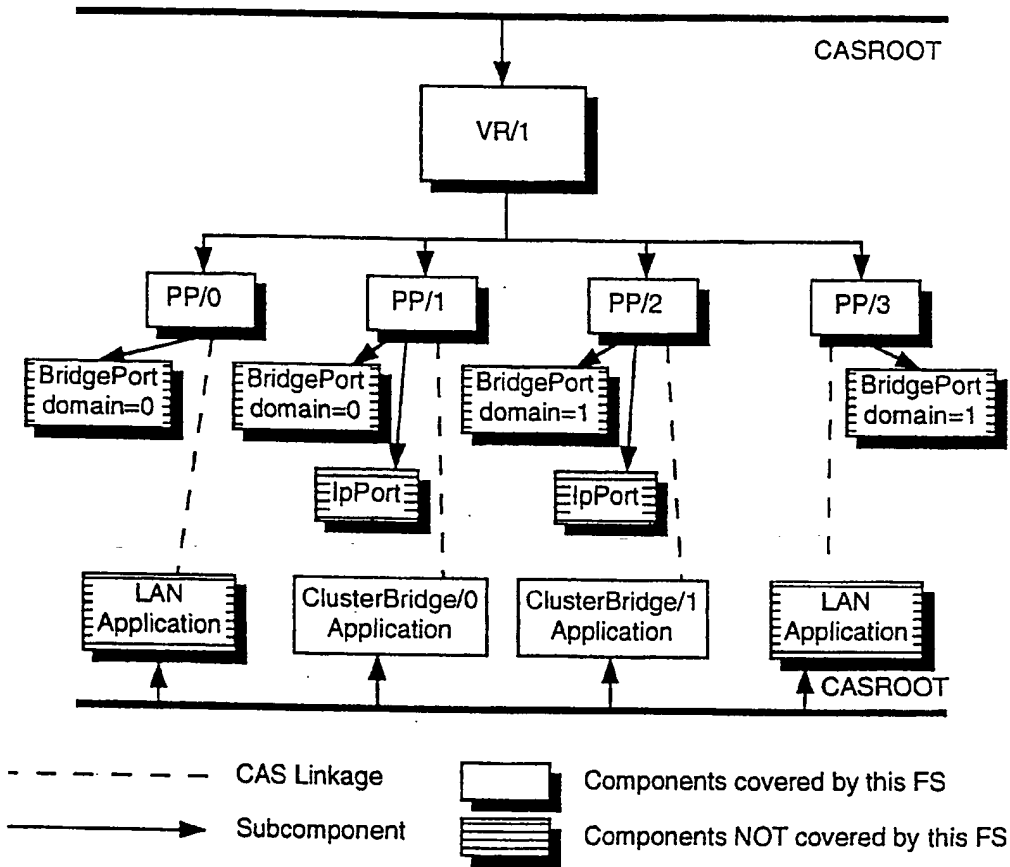 CASROOT
VR/1
PP/0
PP/1
PP/2
PP/3
BridgePort
domain=0
BridgePort
domain=0
BridgePort
domain=1
BridgePort
domain=1
IpPort
IpPort
LAN
Application
ClusterBridge/0
Application
ClusterBridge/1
Application
LAN
Application
CASROOT
CAS Linkage
Components covered by this FS
Subcomponent
Components NOT covered by this FS